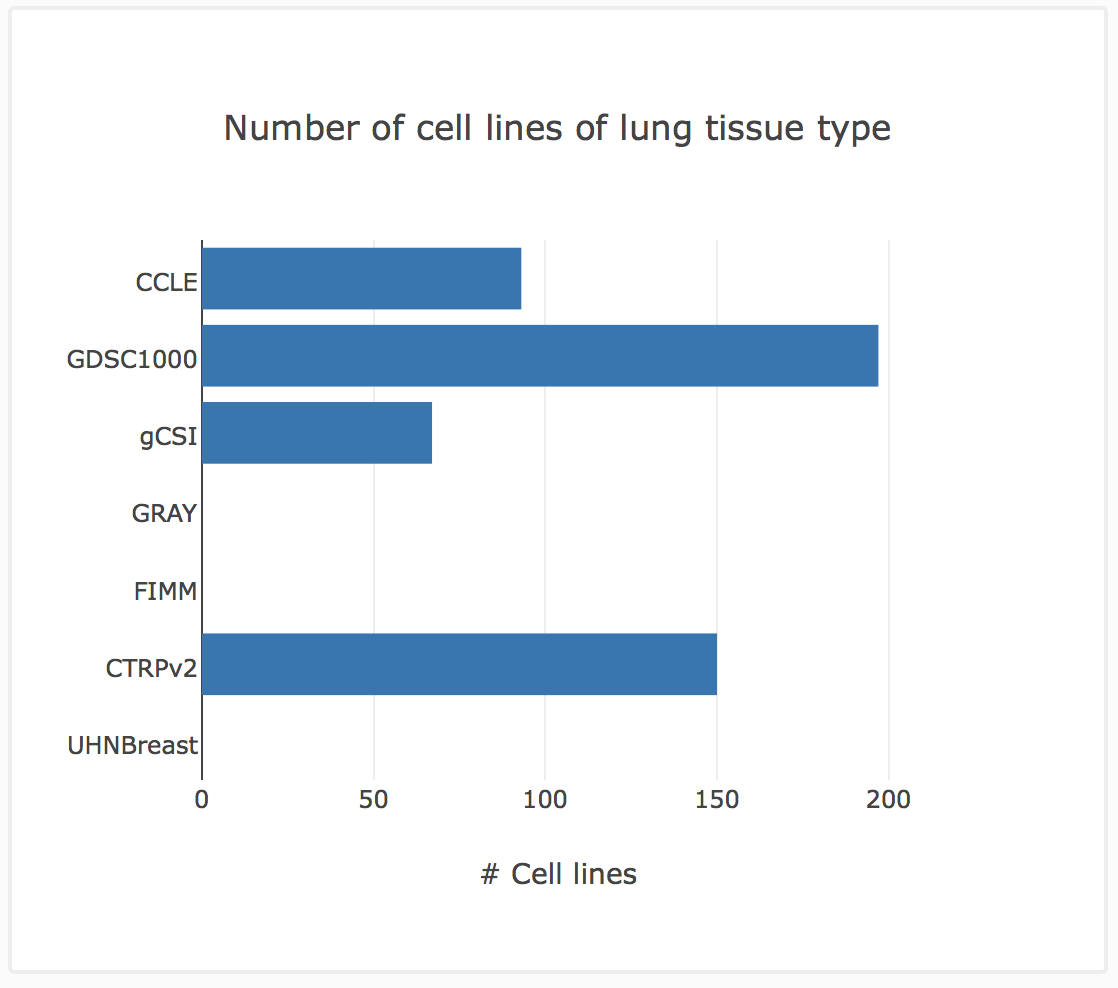 Number of cell lines of lung tissue type
CCLE
GDSC1000
gCSI
GRAY
FIMM
CTRPv2
UHNBreast
0 50 100 150 200
# Cell lines